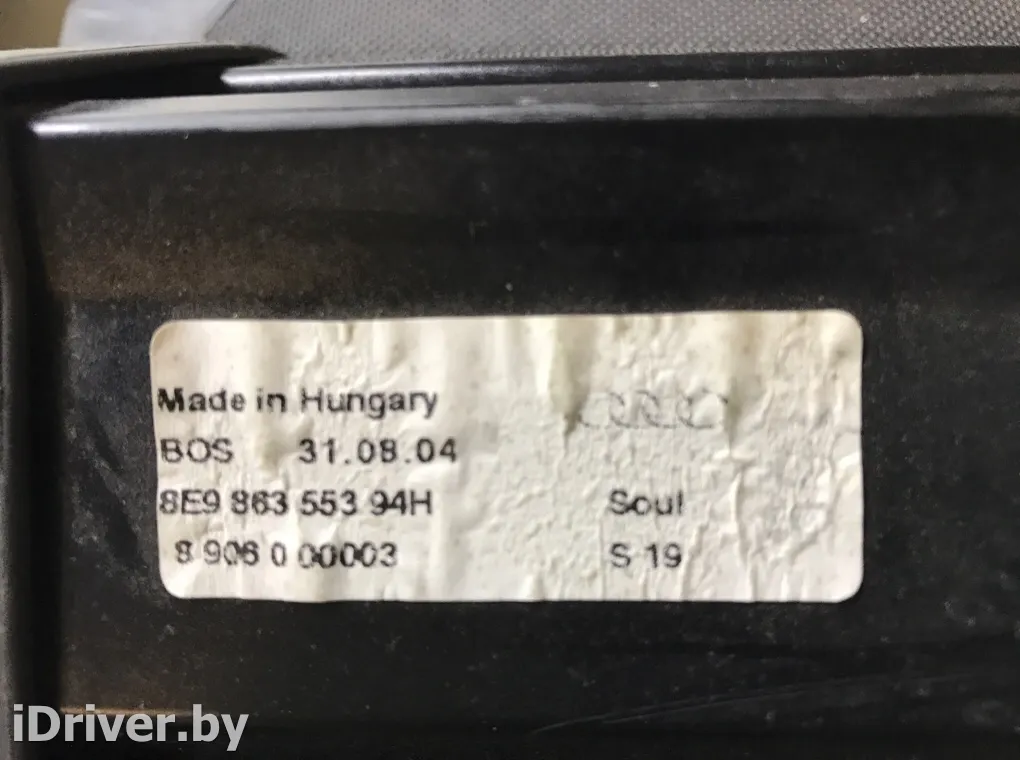 Made in Hungary
BOS 31.08.04
8E9 863 553 94H Soul
8 906 0 00003 S 19
iDriver.by